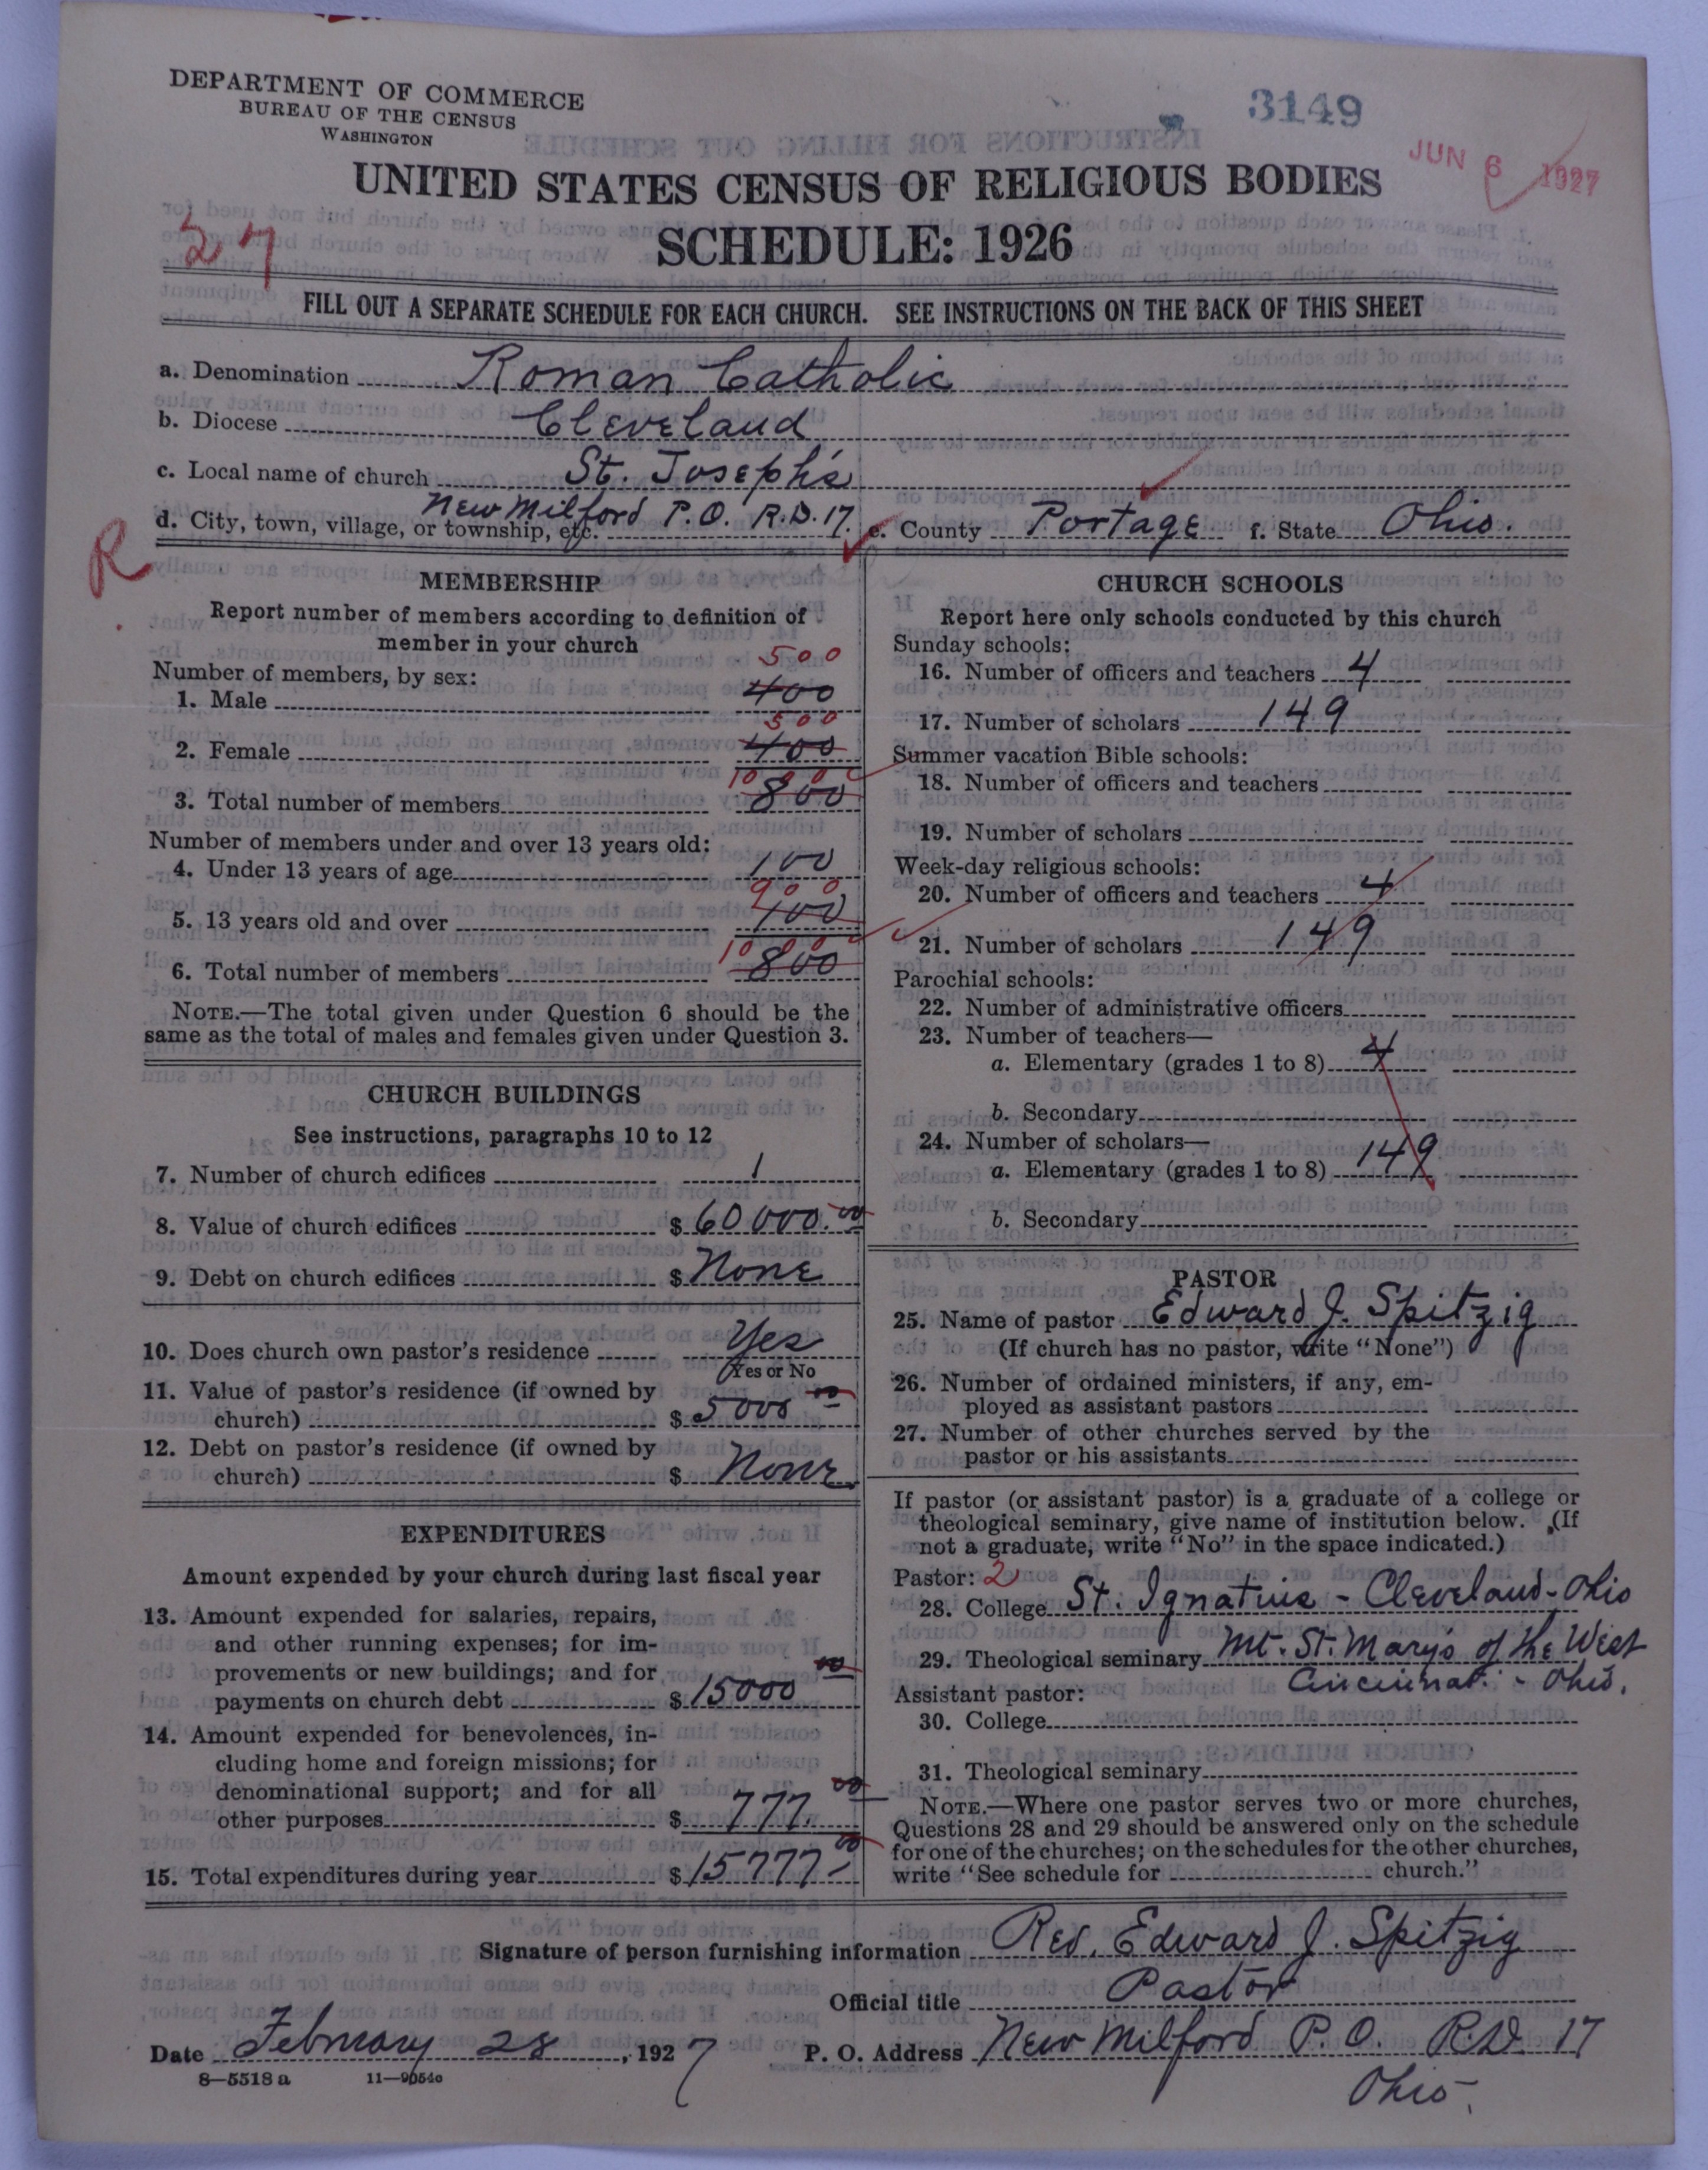 DEPARTMENT OF COMMERCE
BUREAU OF THE CENSUS
WASHINGTON
3149
JUN 6 1927
UNITED STATES CENSUS OF RELIGIOUS BODIES
SCHEDULE: 1926
27
FILL OUT A SEPARATE SCHEDULE FOR EACH CHURCH. SEE INSTRUCTIONS ON THE BACK OF THIS SHEET
a. Denomination Roman Catholic
b. Diocese Cleveland
c. Local name of church St. Joseph's
d. City, town, village, or township, etc. New Milford P.O. R.D. 17. e. County Portage f. State Ohio.
R
MEMBERSHIP
Report number of members according to definition of
member in your church
Number of members, by sex:
500
1. Male 400
500
2. Female 400
1000
3. Total number of members 800
Number of members under and over 13 years old:
4. Under 13 years of age 100
900
5. 13 years old and over 700
1000
6. Total number of members 800
NOTE.—The total given under Question 6 should be the
same as the total of males and females given under Question 3.
CHURCH BUILDINGS
See instructions, paragraphs 10 to 12
7. Number of church edifices 1
8. Value of church edifices $ 60000.00
9. Debt on church edifices $ None
10. Does church own pastor's residence Yes
Yes or No
11. Value of pastor's residence (if owned by
church) $ 5000 00
12. Debt on pastor's residence (if owned by
church) $ None
EXPENDITURES
Amount expended by your church during last fiscal year
13. Amount expended for salaries, repairs,
and other running expenses; for im-
provements or new buildings; and for
payments on church debt $ 15000 00
14. Amount expended for benevolences, in-
cluding home and foreign missions; for
denominational support; and for all
other purposes $ 777. 00
15. Total expenditures during year $ 15777. 00
CHURCH SCHOOLS
Report here only schools conducted by this church
Sunday schools:
16. Number of officers and teachers 4
17. Number of scholars 149
Summer vacation Bible schools:
18. Number of officers and teachers
19. Number of scholars
Week-day religious schools:
20. Number of officers and teachers 4
21. Number of scholars 149
Parochial schools:
22. Number of administrative officers
23. Number of teachers—
a. Elementary (grades 1 to 8) 4
b. Secondary
24. Number of scholars—
a. Elementary (grades 1 to 8) 149
b. Secondary
PASTOR
25. Name of pastor Edward J. Spitzig
(If church has no pastor, write "None")
26. Number of ordained ministers, if any, em-
ployed as assistant pastors
27. Number of other churches served by the
pastor or his assistants
If pastor (or assistant pastor) is a graduate of a college or
theological seminary, give name of institution below. (If
not a graduate, write "No" in the space indicated.)
Pastor: 2
28. College St. Ignatius - Cleveland - Ohio
29. Theological seminary Mt. St. Mary's of the West
Cincinnati - Ohio.
Assistant pastor:
30. College
31. Theological seminary
NOTE.—Where one pastor serves two or more churches,
Questions 28 and 29 should be answered only on the schedule
for one of the churches; on the schedules for the other churches,
write "See schedule for church."
Signature of person furnishing information Rev. Edward J. Spitzig
Official title Pastor
Date February 28, 1927 P. O. Address New Milford P.O. R.D. 17
Ohio.
8—5518 a 11—9054c